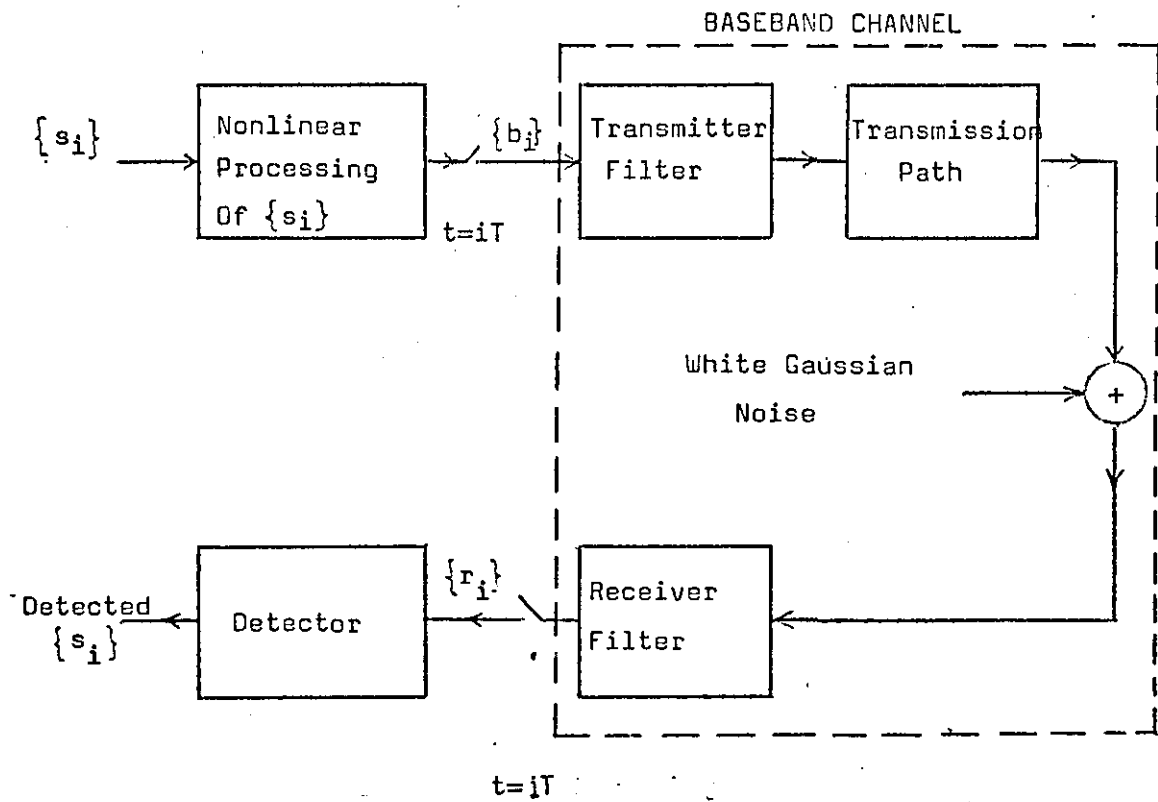 BASEBAND CHANNEL
{s_i}
Nonlinear
Processing
Of {s_i}
{b_i}
t=iT
Transmitter
Filter
Transmission
Path
White Gaussian
Noise
+
Receiver
Filter
{r_i}
t=iT
Detector
Detected
{s_i}